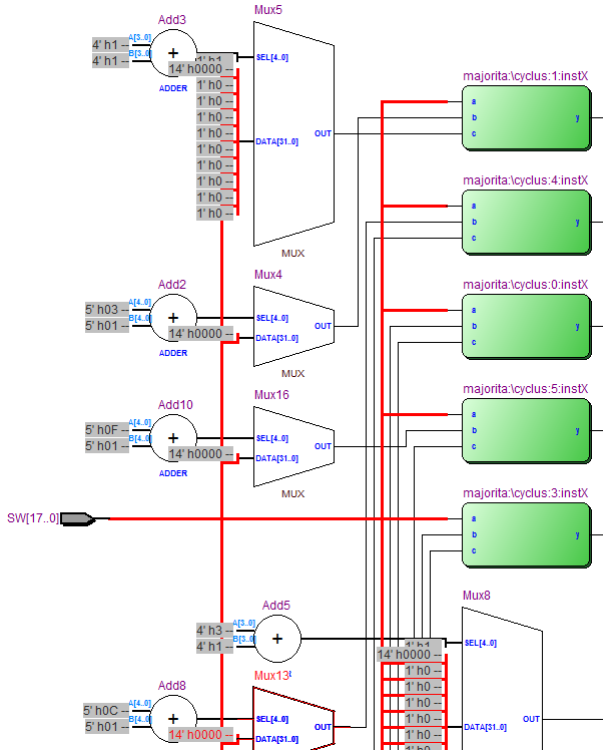 Add3
4' h1
4' h1
A[3..0]
B[3..0]
+
ADDER
1' h1
14' h0000
1' h0
1' h0
1' h0
1' h0
1' h0
1' h0
1' h0
1' h0
1' h0
Mux5
SEL[4..0]
DATA[31..0]
OUT
MUX
majorita:\cyclus:1:instX
a
b
c
y
majorita:\cyclus:4:instX
a
b
c
y
Add2
5' h03
5' h01
A[4..0]
B[4..0]
+
ADDER
14' h0000
Mux4
SEL[4..0]
DATA[31..0]
OUT
MUX
majorita:\cyclus:0:instX
a
b
c
y
Add10
5' h0F
5' h01
A[4..0]
B[4..0]
+
ADDER
14' h0000
Mux16
SEL[4..0]
DATA[31..0]
OUT
MUX
majorita:\cyclus:5:instX
a
b
c
y
SW[17..0]
majorita:\cyclus:3:instX
a
b
c
y
Add5
4' h3
4' h1
A[3..0]
B[3..0]
+
Mux8
1' h1
14' h0000
1' h0
1' h0
1' h0
1' h0
1' h0
SEL[4..0]
DATA[31..0]
OUT
Add8
5' h0C
5' h01
A[4..0]
B[4..0]
+
14' h0000
Mux13
SEL[4..0]
DATA[31..0]
OUT